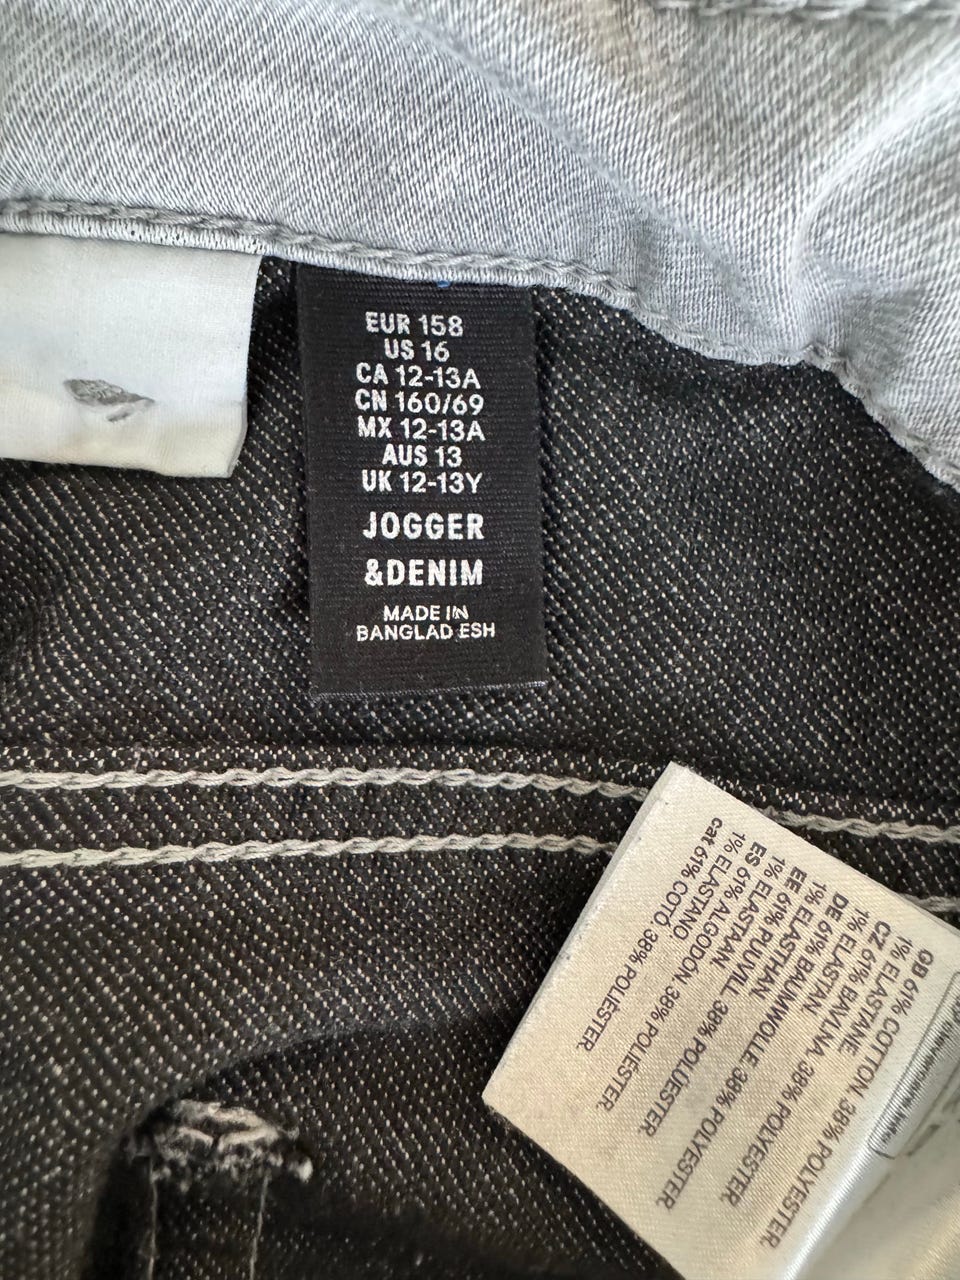 EUR 158
US 16
CA 12-13A
CN 160/69
MX 12-13A
AUS 13
UK 12-13Y
JOGGER
&DENIM
MADE IN
BANGLAD ESH
GB 61% COTTON. 38% POLYESTER.
1% ELASTANE.
CZ 61% BAVLNA. 38% POLYESTER.
1% ELASTAN.
DE 61% BAUMWOLLE. 38% POLYESTER.
1% ELASTHAN.
EE 61% PUUVILL. 38% POLÜESTER.
1% ELASTAAN.
ES 61% ALGODÓN. 38% POLIÉSTER.
1% ELASTANO.
cat 61% COTÓ. 38% POLIÈSTER.